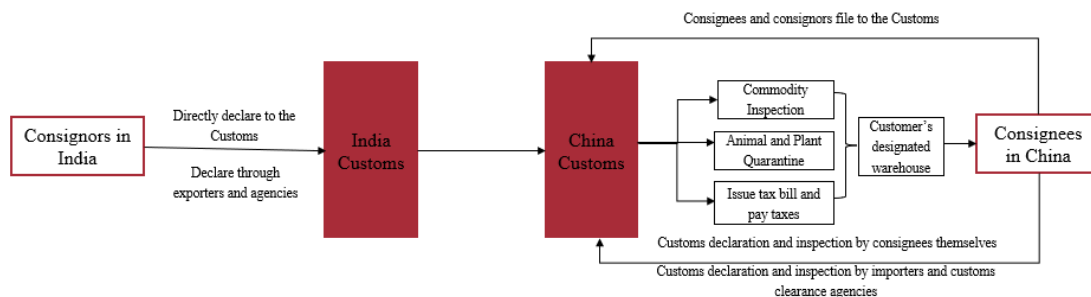 Consignees and consignors file to the Customs
Directly declare to the
Customs
Consignors in
India
Declare through
exporters and agencies
India
Customs
China
Customs
Commodity
Inspection
Animal and Plant
Quarantine
Issue tax bill and
pay taxes
Customer’s
designated
warehouse
Consignees
in China
Customs declaration and inspection by consignees themselves
Customs declaration and inspection by importers and customs
clearance agencies